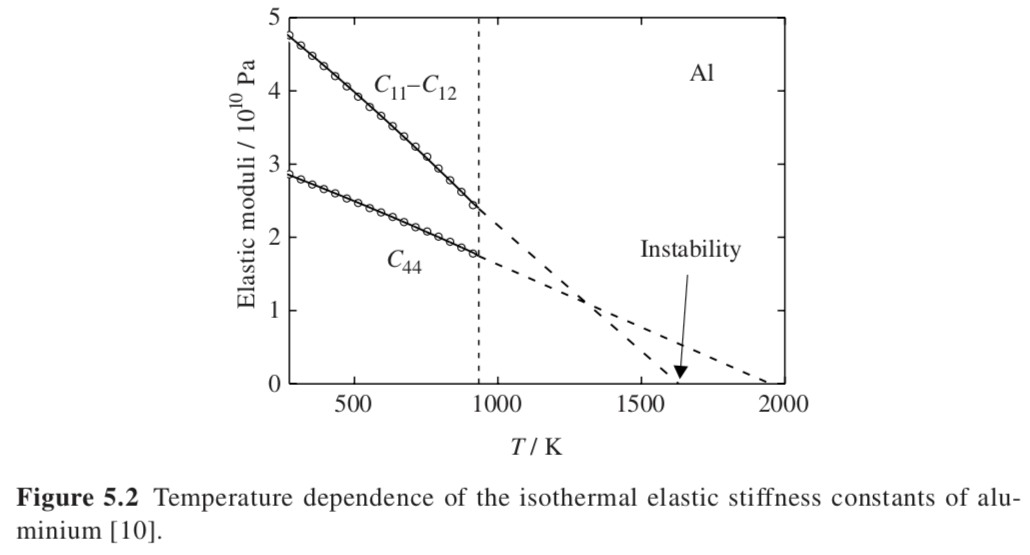 5
Al
4
C11–C12
3
2
C44
Instability
1
0
Elastic moduli / 10^10 Pa
500 1000 1500 2000
T / K
Figure 5.2 Temperature dependence of the isothermal elastic stiffness constants of alu-
minium [10].